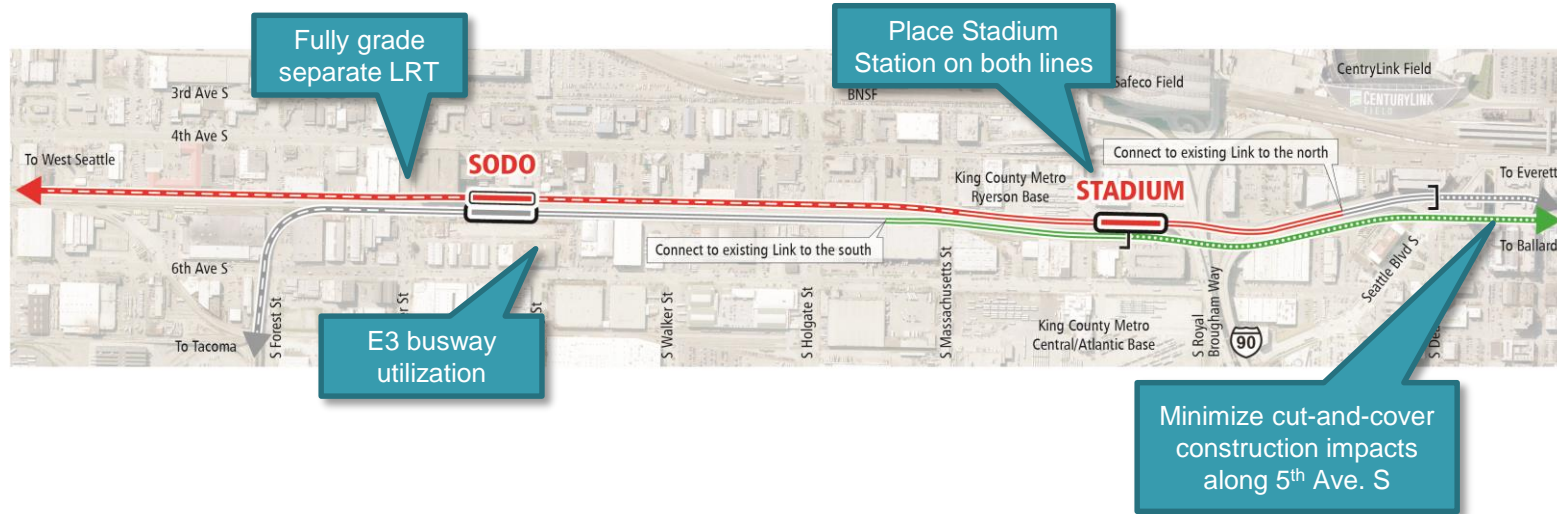 Fully grade
separate LRT
Place Stadium
Station on both lines
3rd Ave S
BNSF
Safeco Field
CentryLink Field
CENTURYLINK
FIELD
4th Ave S
To West Seattle
SODO
King County Metro
Ryerson Base
STADIUM
Connect to existing Link to the north
To Everett
Connect to existing Link to the south
To Ballard
6th Ave S
To Tacoma
S Forest St
St
S Walker St
S Holgate St
S Massachusetts St
King County Metro
Central/Atlantic Base
S Royal
Brougham Way
90
Seattle Blvd S
E3 busway
utilization
Minimize cut-and-cover
construction impacts
along 5th Ave. S